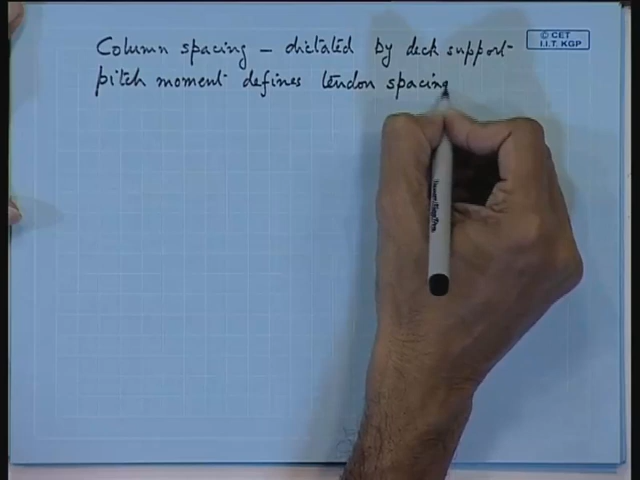 Column spacing - dictated by deck support
pitch moment defines tendon spacing
© CET
I.I.T. KGP